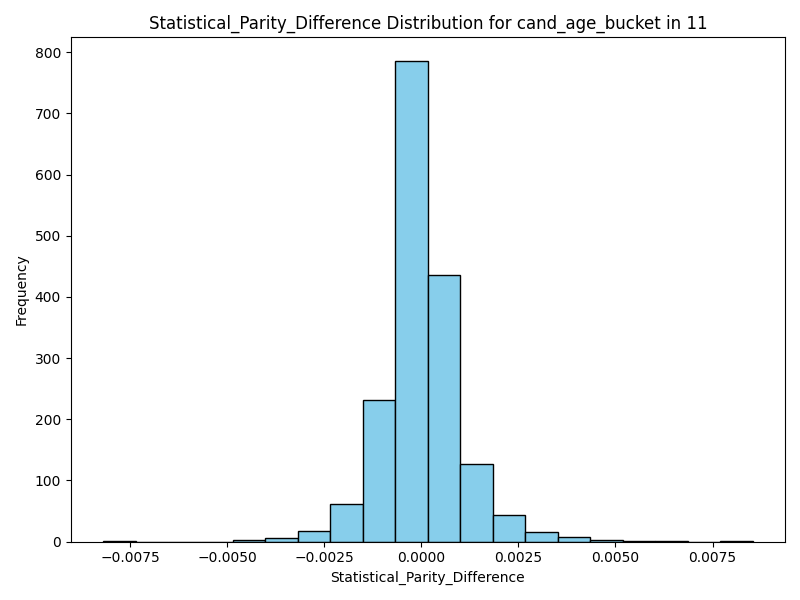 Statistical_Parity_Difference Distribution for cand_age_bucket in 11
800
700
600
500
400
300
200
100
0
Frequency
−0.0075 −0.0050 −0.0025 0.0000 0.0025 0.0050 0.0075
Statistical_Parity_Difference